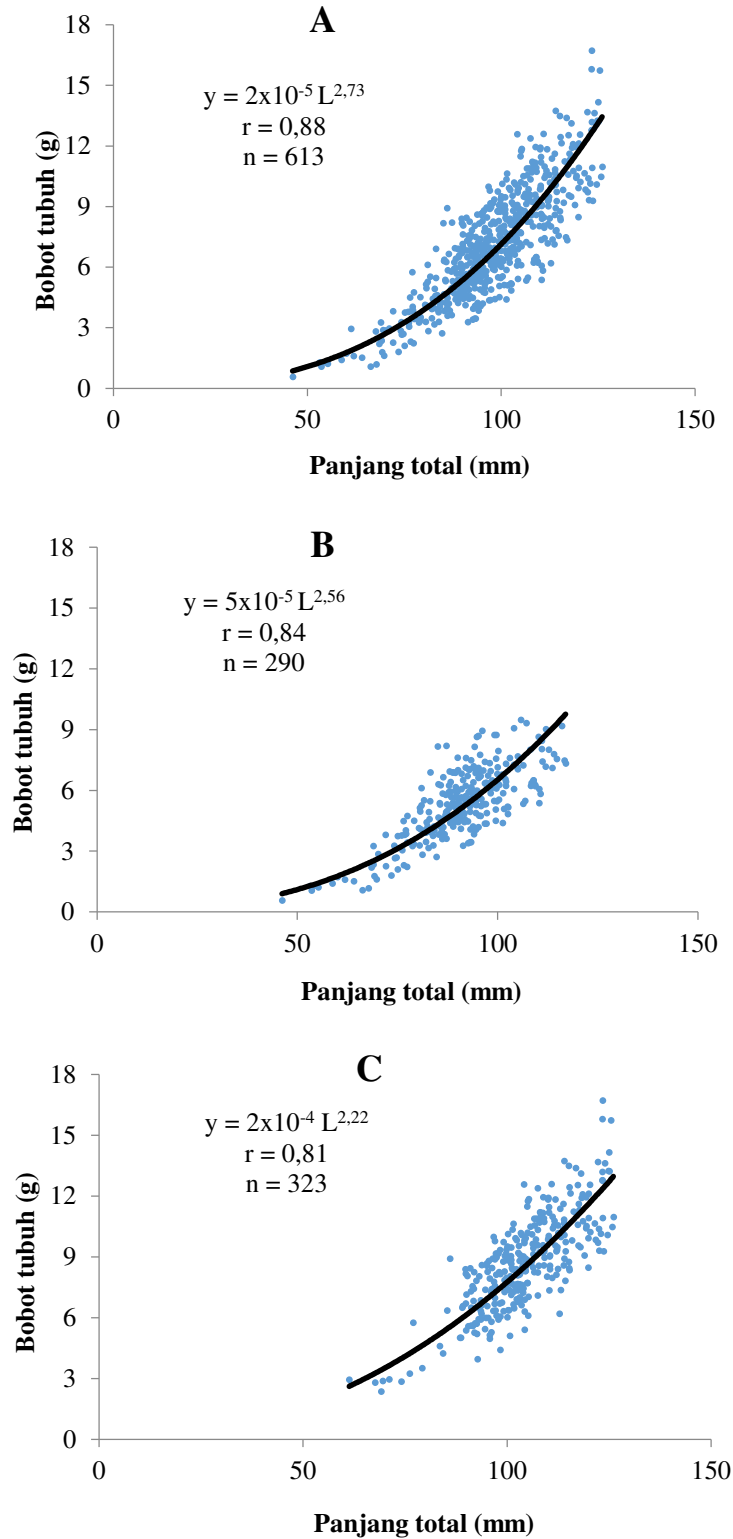 A
y = 2x10⁻⁵ L²,⁷³
r = 0,88
n = 613
Bobot tubuh (g)
18
15
12
9
6
3
0
0 50 100 150
Panjang total (mm)
B
y = 5x10⁻⁵ L²,⁵⁶
r = 0,84
n = 290
Bobot tubuh (g)
18
15
12
9
6
3
0
0 50 100 150
Panjang total (mm)
C
y = 2x10⁻⁴ L²,²²
r = 0,81
n = 323
Bobot tubuh (g)
18
15
12
9
6
3
0
0 50 100 150
Panjang total (mm)